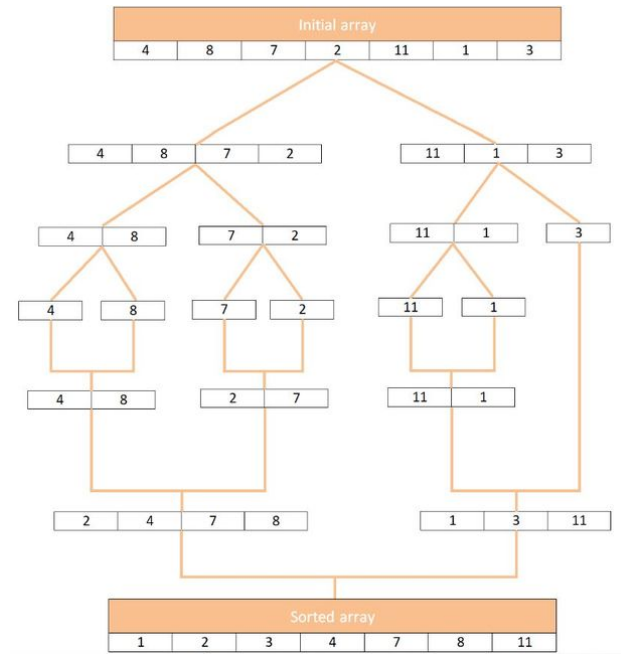 Initial array
4 8 7 2 11 1 3
4 8 7 2 11 1 3
4 8 7 2 11 1 3
4 8 7 2 11 1
4 8 2 7 11 1
2 4 7 8 1 3 11
Sorted array
1 2 3 4 7 8 11